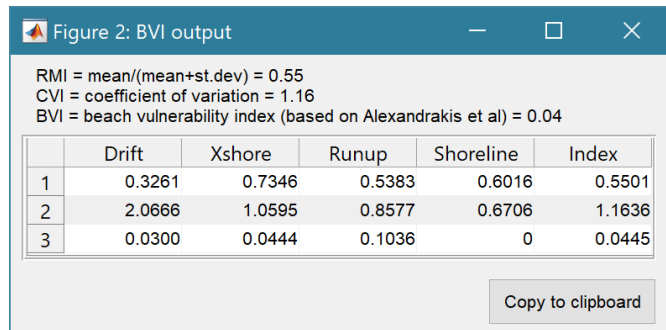 Figure 2: BVI output
RMI = mean/(mean+st.dev) = 0.55
CVI = coefficient of variation = 1.16
BVI = beach vulnerability index (based on Alexandrakis et al) = 0.04
Drift Xshore Runup Shoreline Index
1 0.3261 0.7346 0.5383 0.6016 0.5501
2 2.0666 1.0595 0.8577 0.6706 1.1636
3 0.0300 0.0444 0.1036 0 0.0445
Copy to clipboard